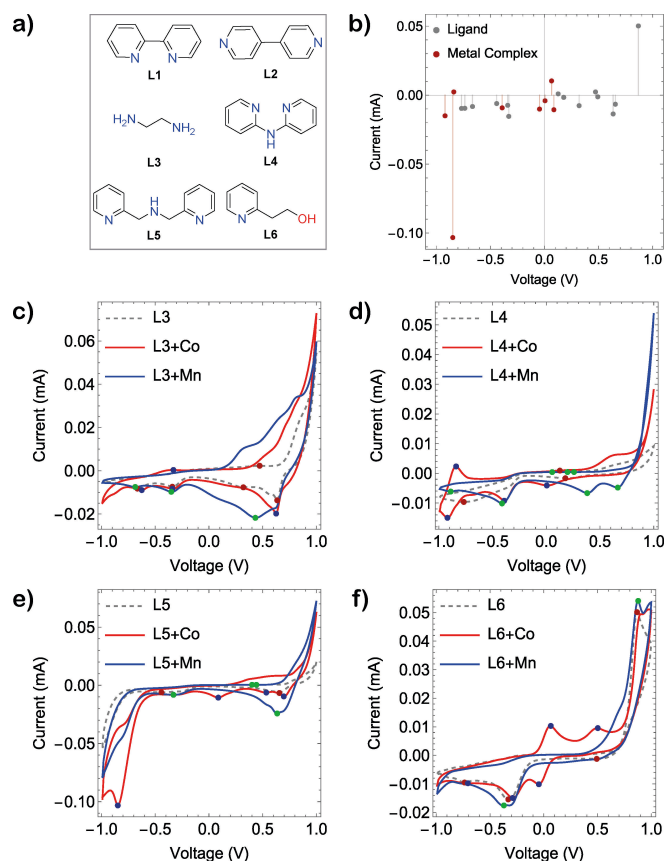 a)
N
N
L1
N
N
L2
H₂N
NH₂
L3
N
N
N
H
L4
H
N
N
N
L5
N
OH
L6
b)
Ligand
Metal Complex
0.05
0.00
−0.05
−0.10
Current (mA)
−1.0 −0.5 0.0 0.5 1.0
Voltage (V)
c)
L3
L3+Co
L3+Mn
0.06
0.04
0.02
0.00
−0.02
Current (mA)
−1.0 −0.5 0.0 0.5 1.0
Voltage (V)
d)
L4
L4+Co
L4+Mn
0.05
0.04
0.03
0.02
0.01
0.00
−0.01
Current (mA)
−1.0 −0.5 0.0 0.5 1.0
Voltage (V)
e)
L5
L5+Co
L5+Mn
0.05
0.00
−0.05
−0.10
Current (mA)
−1.0 −0.5 0.0 0.5 1.0
Voltage (V)
f)
L6
L6+Co
L6+Mn
0.05
0.04
0.03
0.02
0.01
0.00
−0.01
−0.02
Current (mA)
−1.0 −0.5 0.0 0.5 1.0
Voltage (V)